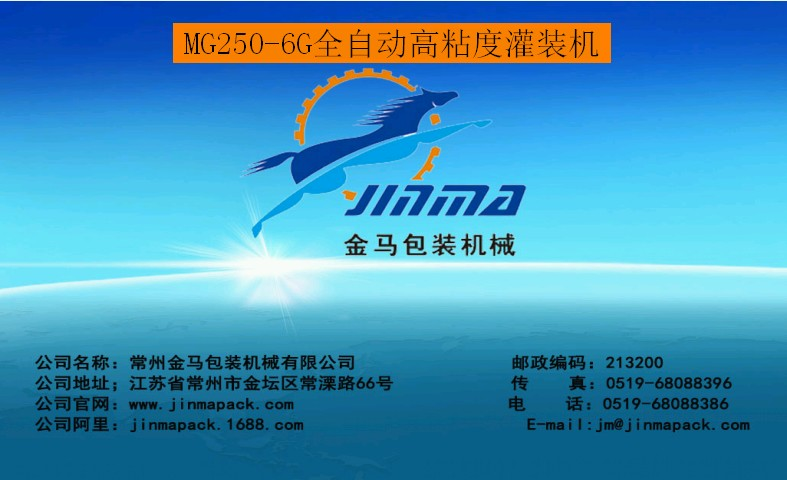 MG250-6G全自动高粘度灌装机
JINMA
金马包装机械
公司名称：常州金马包装机械有限公司
邮政编码：213200
公司地址；江苏省常州市金坛区常溧路66号
传 真：0519-68088396
公司官网：www.jinmapack.com
电 话：0519-68088386
公司阿里：jinmapack.1688.com
E-mail:jm@jinmapack.com